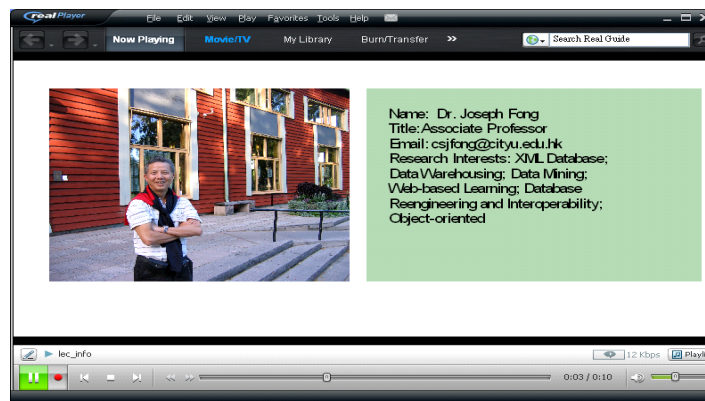 real Player File Edit View Play Favorites Tools Help
Now Playing Movie/TV My Library Burn/Transfer >> Search Real Guide
Name: Dr. Joseph Fong
Title: Associate Professor
Email: csjfong@cityu.edu.hk
Research Interests: XML Database;
Data Warehousing; Data Mining;
Web-based Learning; Database
Reengineering and Interoperability;
Object-oriented
lec_info 12 Kbps Playli
0:03 / 0:10